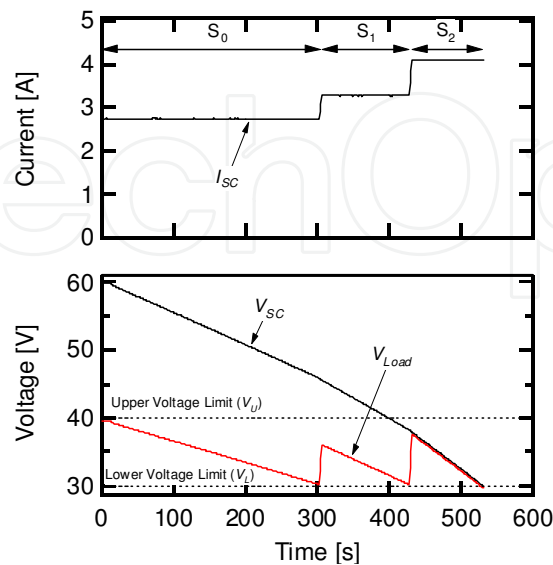 5
4
3
2
1
0
Current [A]
S0
S1
S2
ISC
60
50
40
30
Voltage [V]
VSC
VLoad
Upper Voltage Limit (VU)
Lower Voltage Limit (VL)
0
100
200
300
400
500
600
Time [s]
echOp